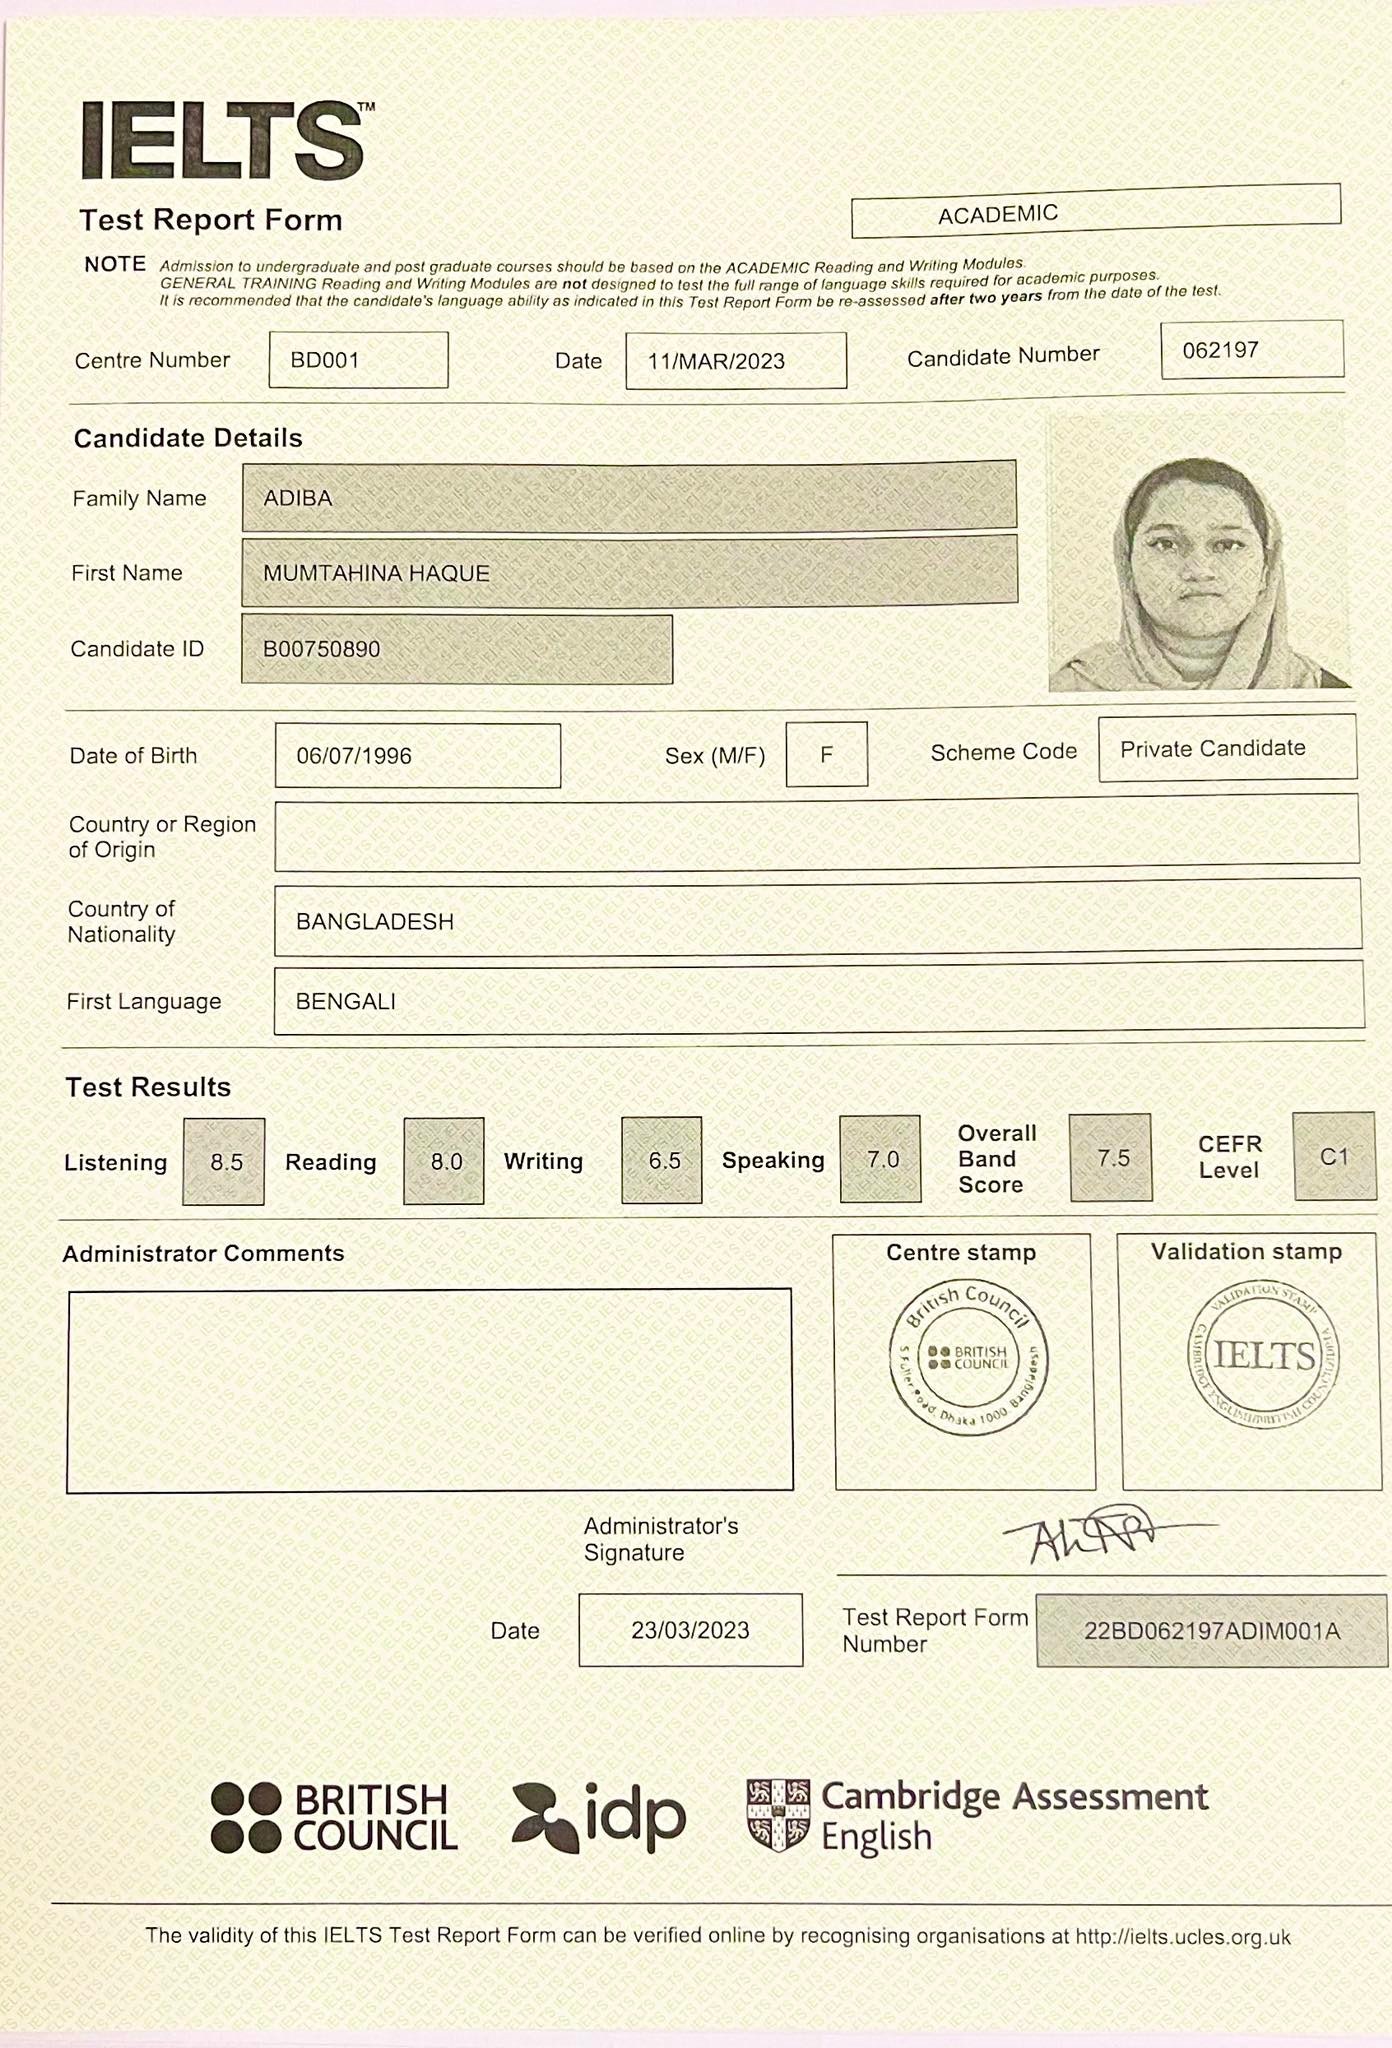 IELTS™
Test Report Form
ACADEMIC
NOTE Admission to undergraduate and post graduate courses should be based on the ACADEMIC Reading and Writing Modules.
GENERAL TRAINING Reading and Writing Modules are not designed to test the full range of language skills required for academic purposes.
It is recommended that the candidate's language ability as indicated in this Test Report Form be re-assessed after two years from the date of the test.
Centre Number BD001 Date 11/MAR/2023 Candidate Number 062197
Candidate Details
Family Name ADIBA
First Name MUMTAHINA HAQUE
Candidate ID B00750890
Date of Birth 06/07/1996 Sex (M/F) F Scheme Code Private Candidate
Country or Region
of Origin
Country of
Nationality
BANGLADESH
First Language BENGALI
Test Results
Listening 8.5 Reading 8.0 Writing 6.5 Speaking 7.0 Overall Band Score 7.5 CEFR Level C1
Administrator Comments
Centre stamp
British Council
BRITISH
COUNCIL
5 Fuller Road, Dhaka 1000, Bangladesh
Validation stamp
VALIDATION STAMP
IELTS
CAMBRIDGE ENGLISH/BRITISH COUNCIL/IDP:IA
Administrator's
Signature
Date 23/03/2023
Test Report Form
Number
22BD062197ADIM001A
BRITISH
COUNCIL
idp
Cambridge Assessment
English
The validity of this IELTS Test Report Form can be verified online by recognising organisations at http://ielts.ucles.org.uk